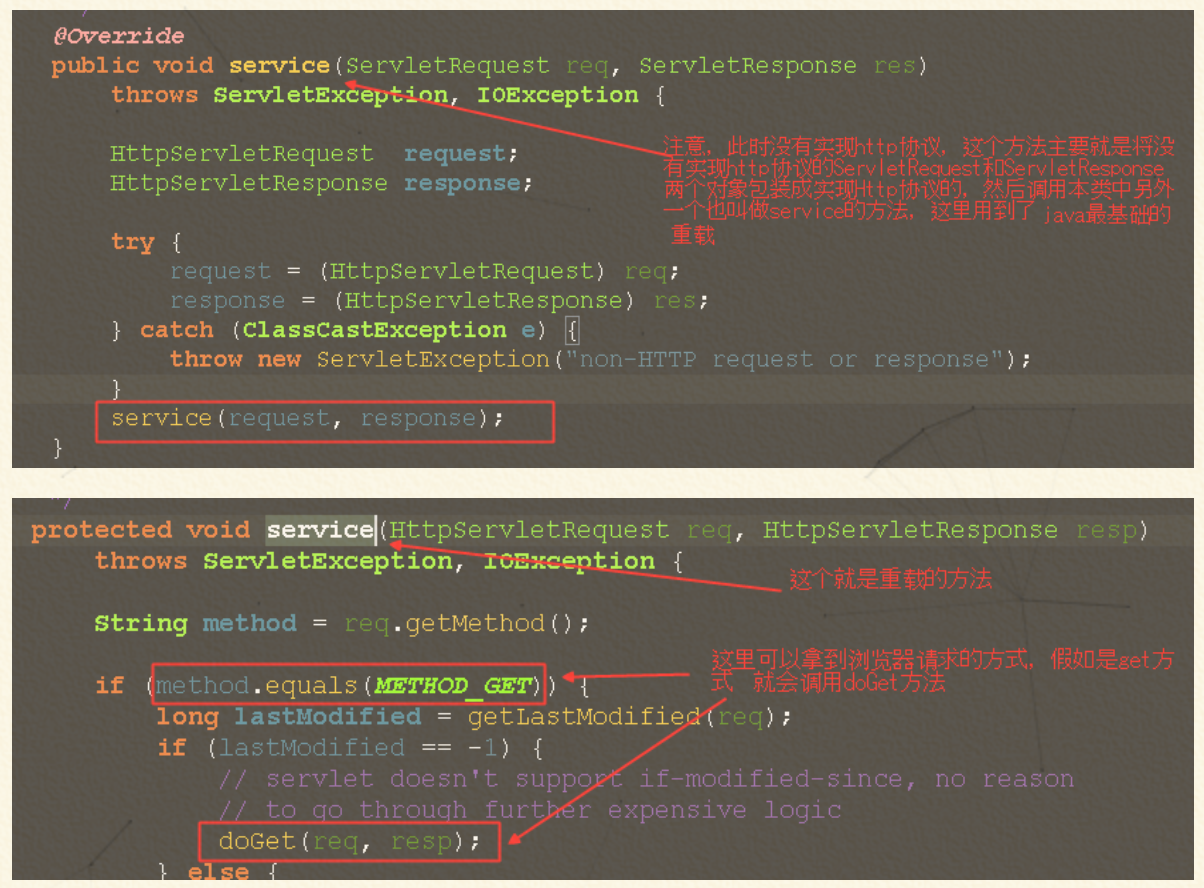 @Override
public void service(ServletRequest req, ServletResponse res)
throws ServletException, IOException {
注意，此时没有实现http协议，这个方法主要就是将没
有实现http协议的ServletRequest和ServletResponse
两个对象包装成实现Http协议的，然后调用本类中另外
一个也叫做service的方法，这里用到了 java最基础的
重载
HttpServletRequest request;
HttpServletResponse response;
try {
request = (HttpServletRequest) req;
response = (HttpServletResponse) res;
} catch (ClassCastException e) {
throw new ServletException("non-HTTP request or response");
}
service(request, response);
}
*/
protected void service(HttpServletRequest req, HttpServletResponse resp)
throws ServletException, IOException {
这个就是重载的方法
String method = req.getMethod();
这里可以拿到浏览器请求的方式，假如是get方
式 就会调用doGet方法
if (method.equals(METHOD_GET)) {
long lastModified = getLastModified(req);
if (lastModified == -1) {
// servlet doesn't support if-modified-since, no reason
// to go through further expensive logic
doGet(req, resp);
} else {